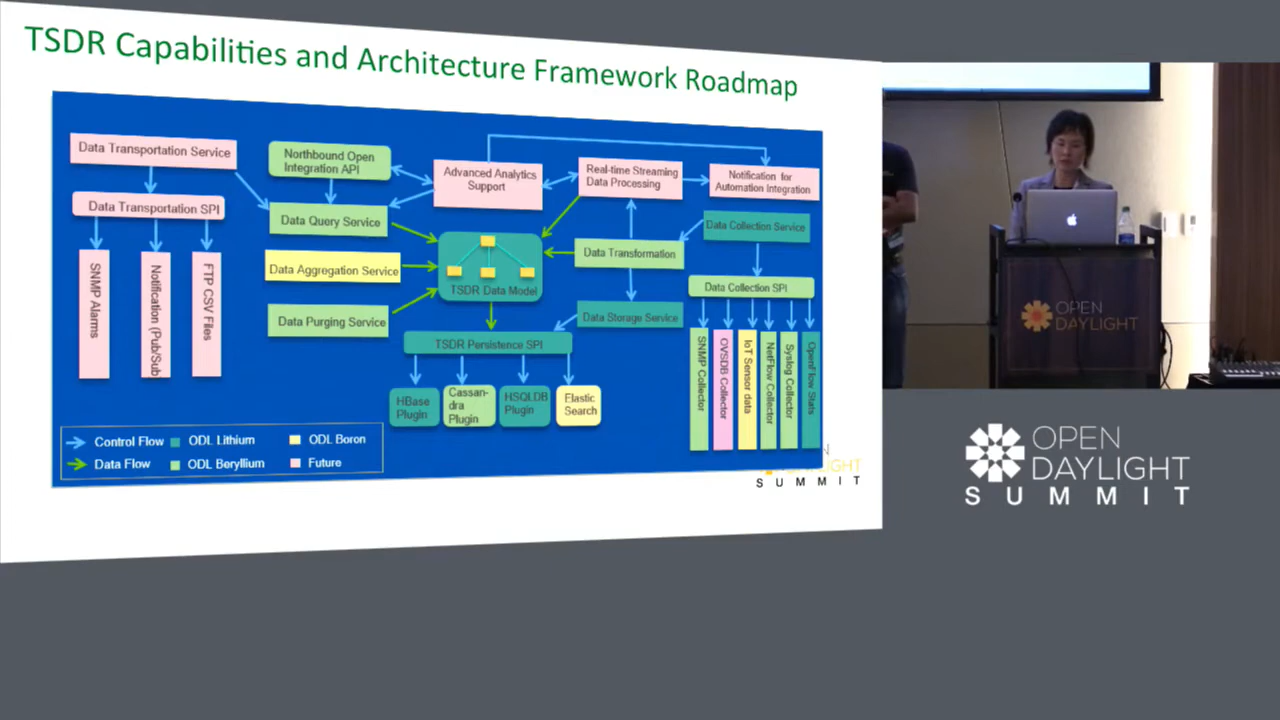 TSDR Capabilities and Architecture Framework Roadmap
Data Transportation Service
Data Transportation SPI
SNMP Alarms
Notification (Pub/Sub
FTP CSV Files
Northbound Open
Integration API
Data Query Service
Data Aggregation Service
Data Purging Service
Advanced Analytics
Support
TSDR Data Model
TSDR Persistence SPI
HBase
Plugin
Cassan-
dra
Plugin
HSQLDB
Plugin
Elastic
Search
Real-time Streaming
Data Processing
Data Transformation
Data Storage Service
Notification for
Automation Integration
Data Collection Service
Data Collection SPI
SNMP Collector
OVSDB Collector
IoT Sensor data
NetFlow Collector
Syslog Collector
OpenFlow Stats
Control Flow
ODL Lithium
ODL Boron
Data Flow
ODL Beryllium
Future
SUMMIT
OPEN
DAYLIGHT
OPEN
DAYLIGHT
SUMMIT